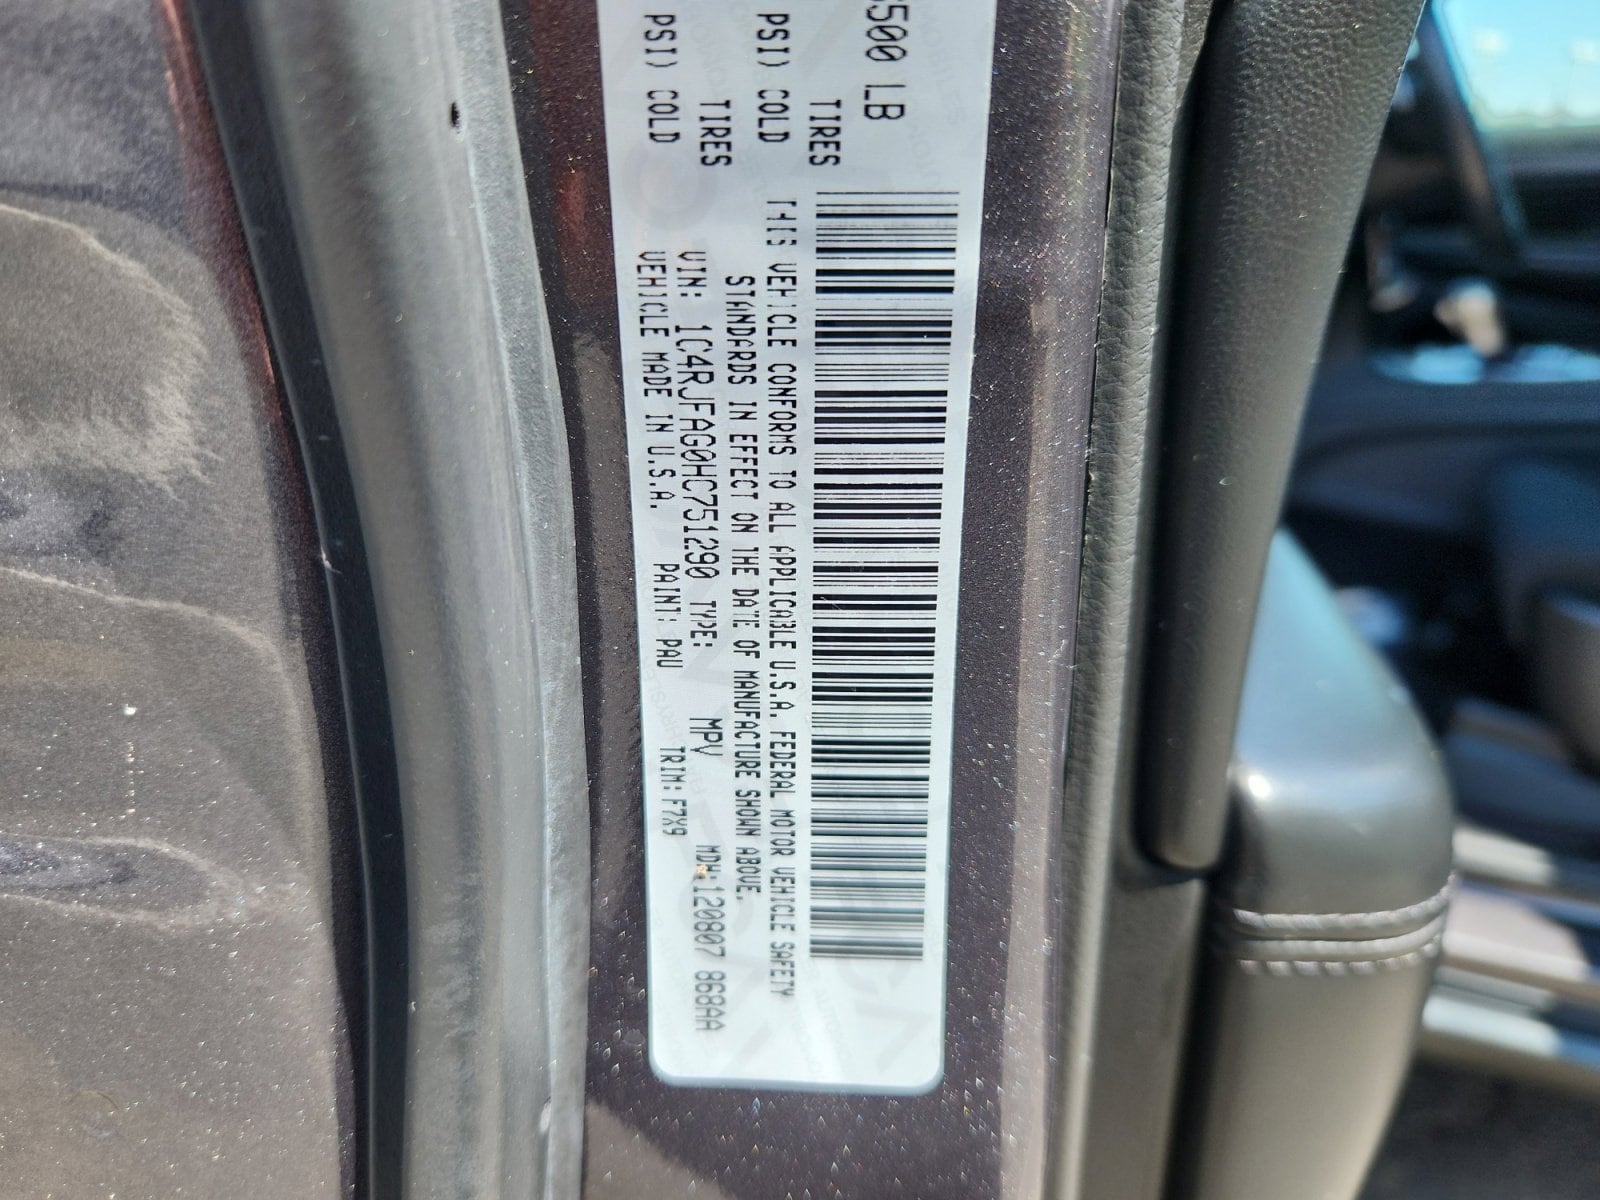 6500 LB
TIRES
PSI) COLD
TIRES
PSI) COLD
THIS VEHICLE CONFORMS TO ALL APPLICABLE U.S.A. FEDERAL MOTOR VEHICLE SAFETY
STANDARDS IN EFFECT ON THE DATE OF MANUFACTURE SHOWN ABOVE.
VIN: 1C4RJFAG0HC751290 TYPE: MPV MDH:120807 868AA
VEHICLE MADE IN U.S.A. PAINT: PAU TRIM:F7X9